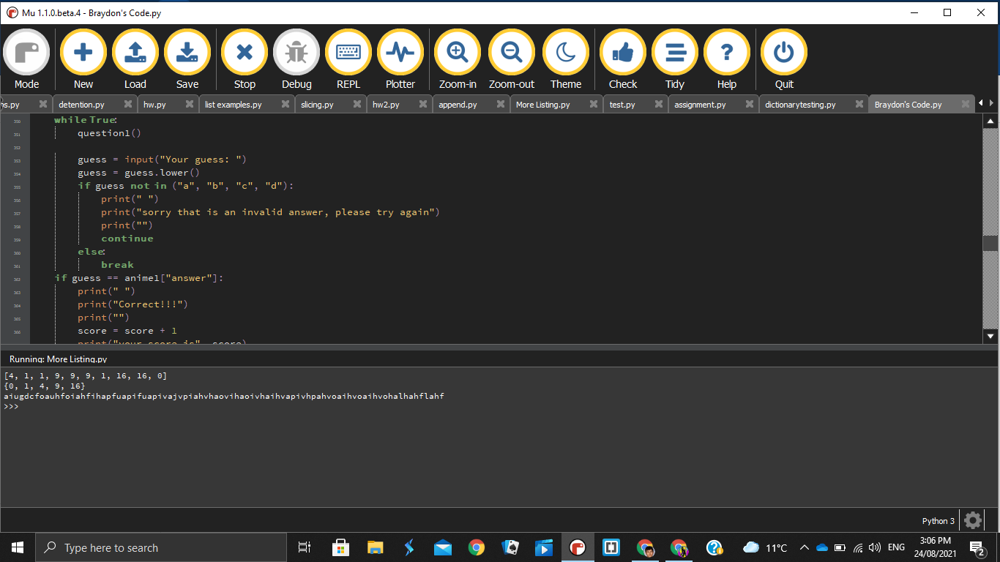 Mu 1.1.0.beta.4 - Braydon's Code.py
Mode New Load Save Stop Debug REPL Plotter Zoom-in Zoom-out Theme Check Tidy Help Quit
ns.py detention.py hw.py list examples.py slicing.py hw2.py append.py More Listing.py test.py assignment.py dictionarytesting.py Braydon's Code.py
350 while True:
351 question1()
352
353 guess = input("Your guess: ")
354 guess = guess.lower()
355 if guess not in ("a", "b", "c", "d"):
356 print(" ")
357 print("sorry that is an invalid answer, please try again")
358 print("")
359 continue
360 else:
361 break
362 if guess == anime1["answer"]:
363 print(" ")
364 print("Correct!!!")
365 print("")
366 score = score + 1
print("your score is", score)
Running: More Listing.py
[4, 1, 1, 9, 9, 9, 1, 16, 16, 0]
{0, 1, 4, 9, 16}
aiugdcfoauhfoiahfihapfuapifuapivajvpiahvhaovihaoivhaihvapivhpahvoaihvoaihvohalhahflahf
>>>
Python 3
Type here to search
11°C
ENG
3:06 PM
24/08/2021
2